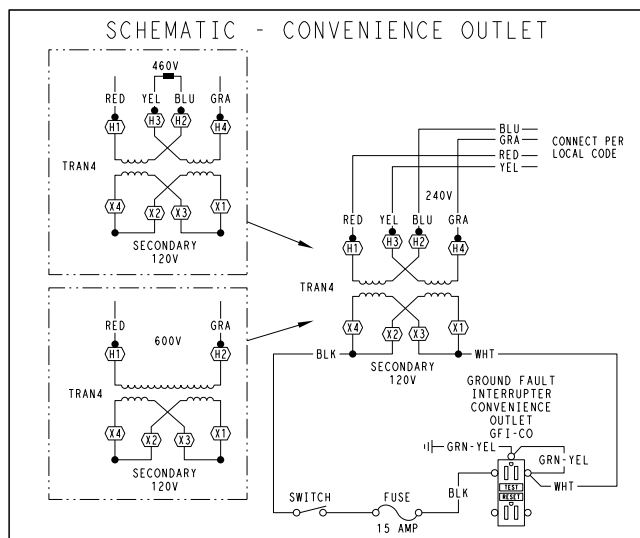 SCHEMATIC - CONVENIENCE OUTLET
460V
RED YEL BLU GRA
H1 H3 H2 H4
TRAN4
X4 X2 X3 X1
SECONDARY
120V
RED GRA
600V
H1 H2
TRAN4
X4 X2 X3 X1
SECONDARY
120V
BLU
GRA
RED
YEL
CONNECT PER
LOCAL CODE
240V
RED YEL BLU GRA
H1 H3 H2 H4
TRAN4
X4 X2 X3 X1
BLK
WHT
SECONDARY
120V
GROUND FAULT
INTERRUPTER
CONVENIENCE
OUTLET
GFI-CO
GRN-YEL
GRN-YEL
WHT
BLK
TEST
RESET
SWITCH
FUSE
15 AMP